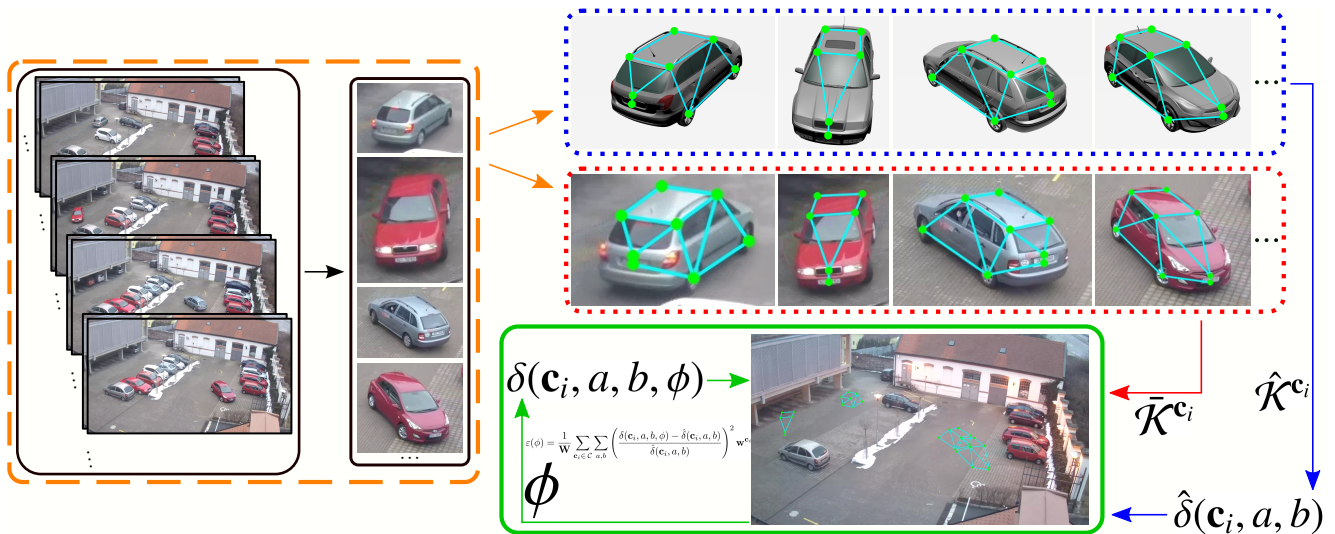 ...
...
δ(c_i, a, b, ϕ)
ε(ϕ) = 1/W ∑_{c_i∈C} ∑_{a,b} ( (δ(c_i, a, b, ϕ) − δ̂(c_i, a, b)) / δ̂(c_i, a, b) )² w^{c_i}
ϕ
K̄^{c_i}
K̂^{c_i}
δ̂(c_i, a, b)